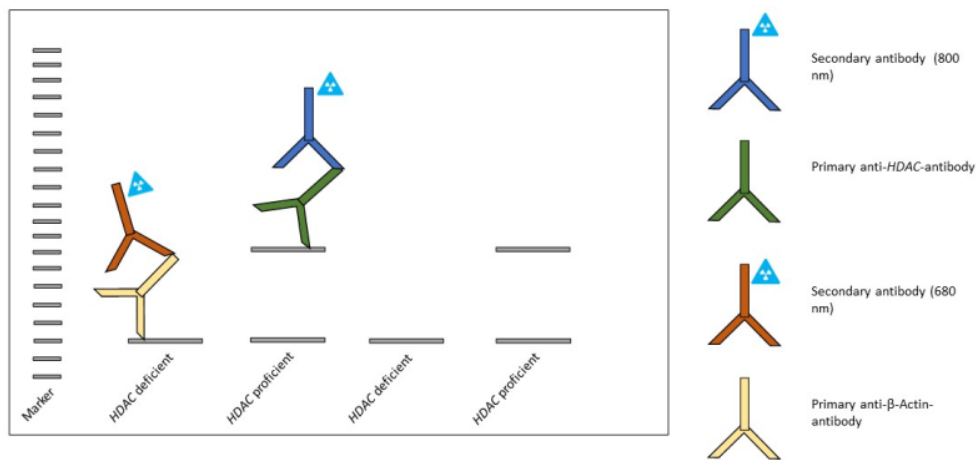 Secondary antibody (800
nm)
Primary anti-HDAC-antibody
Secondary antibody (680
nm)
Primary anti-β-Actin-
antibody
Marker
HDAC deficient
HDAC proficient
HDAC deficient
HDAC proficient